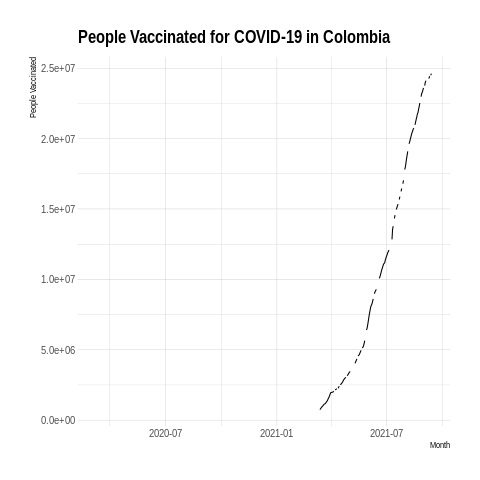 People Vaccinated for COVID-19 in Colombia
People Vaccinated
2.5e+07
2.0e+07
1.5e+07
1.0e+07
5.0e+06
0.0e+00
2020-07 2021-01 2021-07
Month